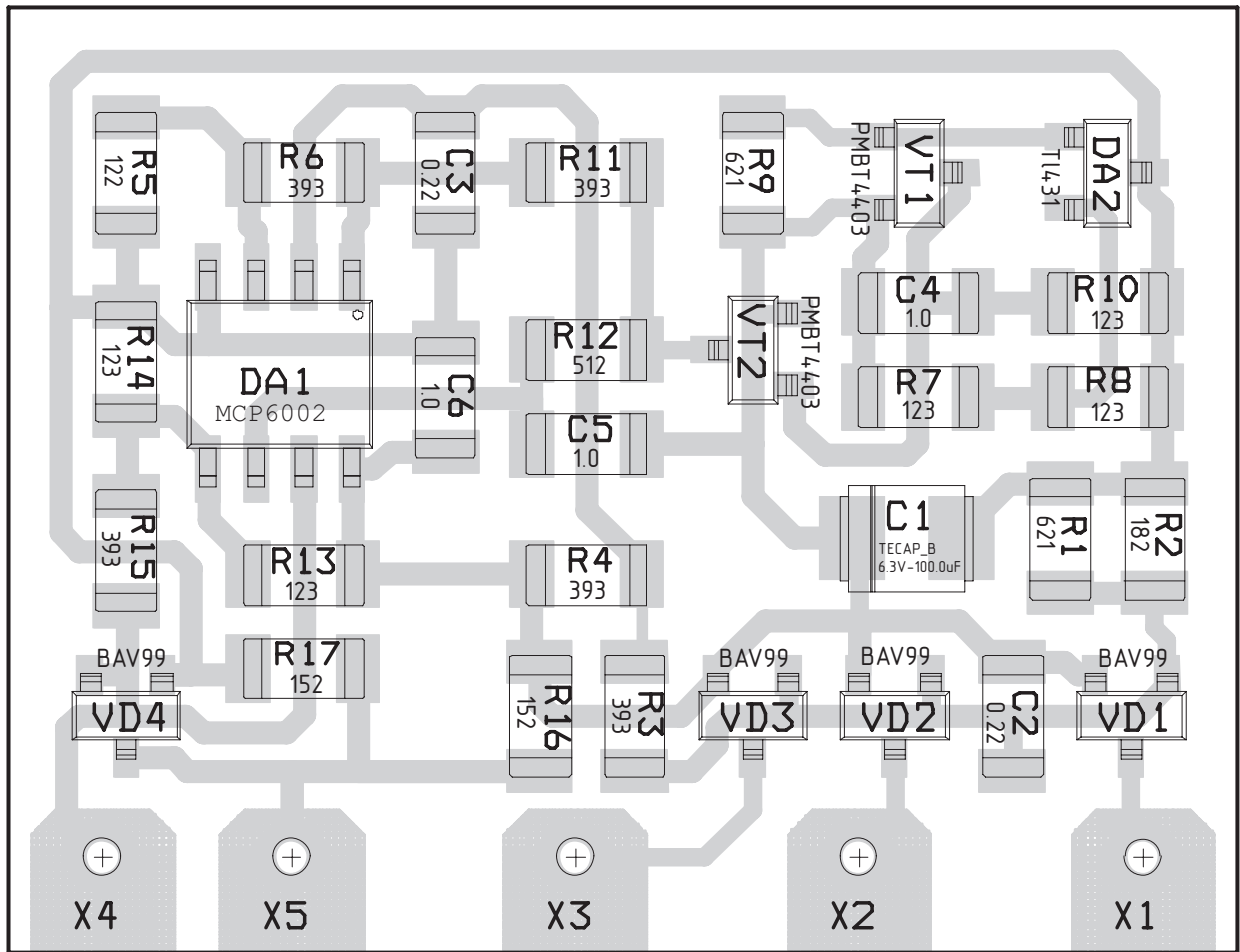 R5
122
R6
393
C3
0.22
R11
393
R9
621
PMBT4403
VT1
TI431
DA2
R14
123
DA1
MCP6002
C6
1.0
R12
512
VT2
PMBT4403
C4
1.0
R10
123
R7
123
R8
123
C5
1.0
R15
393
R13
123
R4
393
C1
TECAP_B
6.3V-100.0uF
R1
621
R2
182
BAV99
VD4
R17
152
R16
152
R3
393
BAV99
VD3
BAV99
VD2
C2
0.22
BAV99
VD1
X4
X5
X3
X2
X1